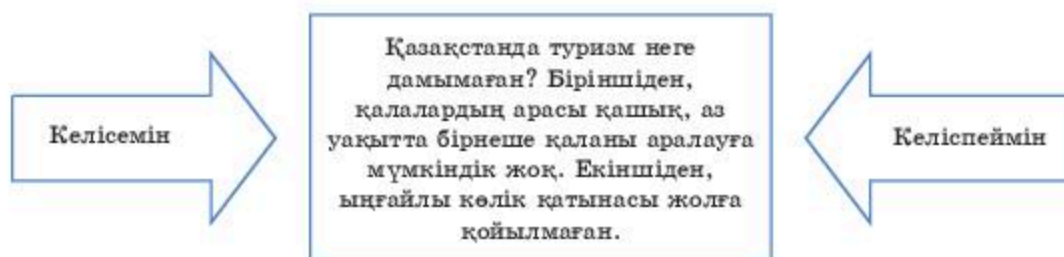 Келісемін
Қазақстанда туризм неге
дамымаған? Біріншіден,
қалалардың арасы қашық, аз
уақытта бірнеше қаланы аралауға
мүмкіндік жоқ. Екіншіден,
ыңғайлы көлік қатынасы жолға
қойылмаған.
Келіспеймін